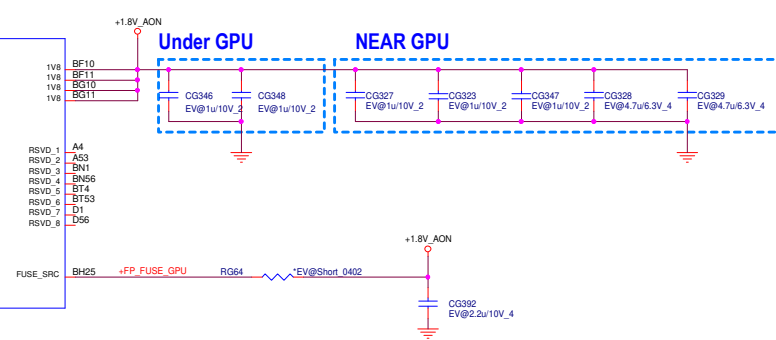 +1.8V_AON
Under GPU
NEAR GPU
1V8 BF10
1V8 BF11
1V8 BG10
1V8 BG11
CG346
EV@1u/10V_2
CG348
EV@1u/10V_2
CG327
EV@1u/10V_2
CG323
EV@1u/10V_2
CG347
EV@1u/10V_2
CG328
EV@4.7u/6.3V_4
CG329
EV@4.7u/6.3V_4
RSVD_1 A4
RSVD_2 A53
RSVD_3 BN1
RSVD_4 BN56
RSVD_5 BT4
RSVD_6 BT53
RSVD_7 D1
RSVD_8 D56
+1.8V_AON
FUSE_SRC BH25 +FP_FUSE_GPU RG64 *EV@Short_0402
CG392
EV@2.2u/10V_4